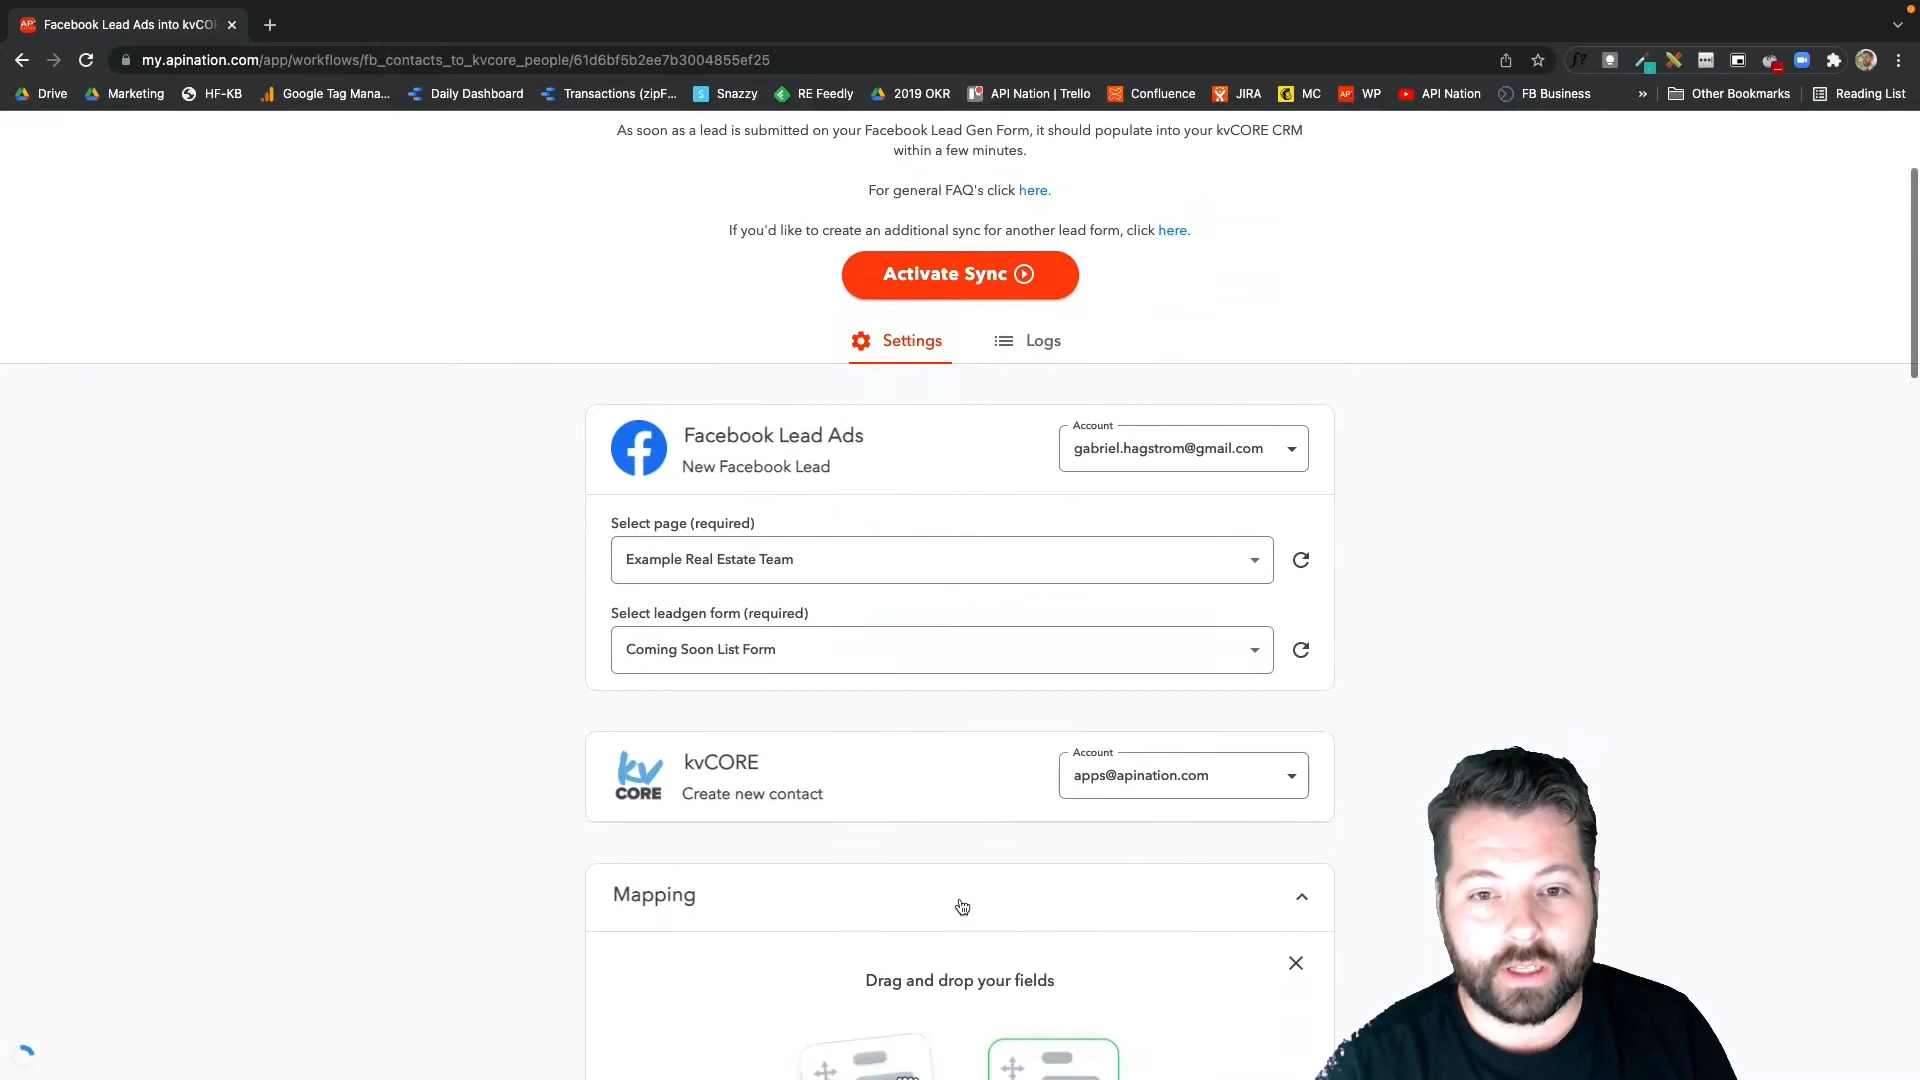 Facebook Lead Ads into kvCO
my.apination.com/app/workflows/fb_contacts_to_kvcore_people/61d6bf5b2ee7b3004855ef25
Drive
Marketing
HF-KB
Google Tag Mana...
Daily Dashboard
Transactions (zipF...
Snazzy
RE Feedly
2019 OKR
API Nation | Trello
Confluence
JIRA
MC
WP
API Nation
FB Business
»
Other Bookmarks
Reading List
As soon as a lead is submitted on your Facebook Lead Gen Form, it should populate into your kvCORE CRM
within a few minutes.
For general FAQ's click here.
If you'd like to create an additional sync for another lead form, click here.
Activate Sync
Settings
Logs
Facebook Lead Ads
New Facebook Lead
Account
gabriel.hagstrom@gmail.com
Select page (required)
Example Real Estate Team
Select leadgen form (required)
Coming Soon List Form
kv
CORE
kvCORE
Create new contact
Account
apps@apination.com
Mapping
Drag and drop your fields